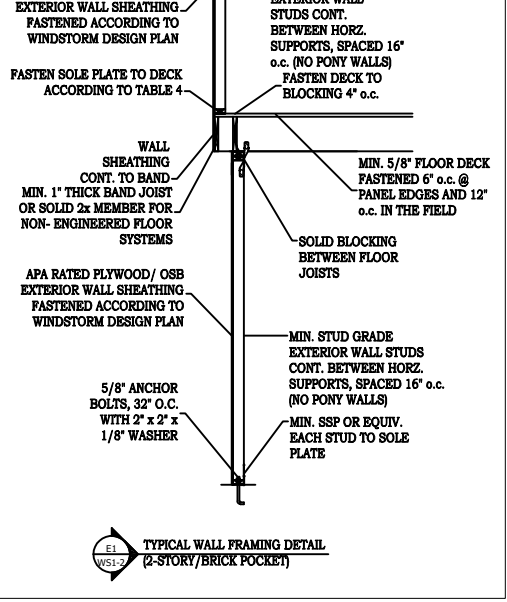 EXTERIOR WALL SHEATHING
FASTENED ACCORDING TO
WINDSTORM DESIGN PLAN
EXTERIOR WALL
STUDS CONT.
BETWEEN HORZ.
SUPPORTS, SPACED 16"
o.c. (NO PONY WALLS)
FASTEN SOLE PLATE TO DECK
ACCORDING TO TABLE 4
FASTEN DECK TO
BLOCKING 4" o.c.
WALL
SHEATHING
CONT. TO BAND
MIN. 1" THICK BAND JOIST
OR SOLID 2x MEMBER FOR
NON- ENGINEERED FLOOR
SYSTEMS
MIN. 5/8" FLOOR DECK
FASTENED 6" o.c. @
PANEL EDGES AND 12"
o.c. IN THE FIELD
SOLID BLOCKING
BETWEEN FLOOR
JOISTS
APA RATED PLYWOOD/ OSB
EXTERIOR WALL SHEATHING
FASTENED ACCORDING TO
WINDSTORM DESIGN PLAN
MIN. STUD GRADE
EXTERIOR WALL STUDS
CONT. BETWEEN HORZ.
SUPPORTS, SPACED 16" o.c.
(NO PONY WALLS)
5/8" ANCHOR
BOLTS, 32" O.C.
WITH 2" x 2" x
1/8" WASHER
MIN. SSP OR EQUIV.
EACH STUD TO SOLE
PLATE
E1
WS1-2
TYPICAL WALL FRAMING DETAIL
(2-STORY/BRICK POCKET)